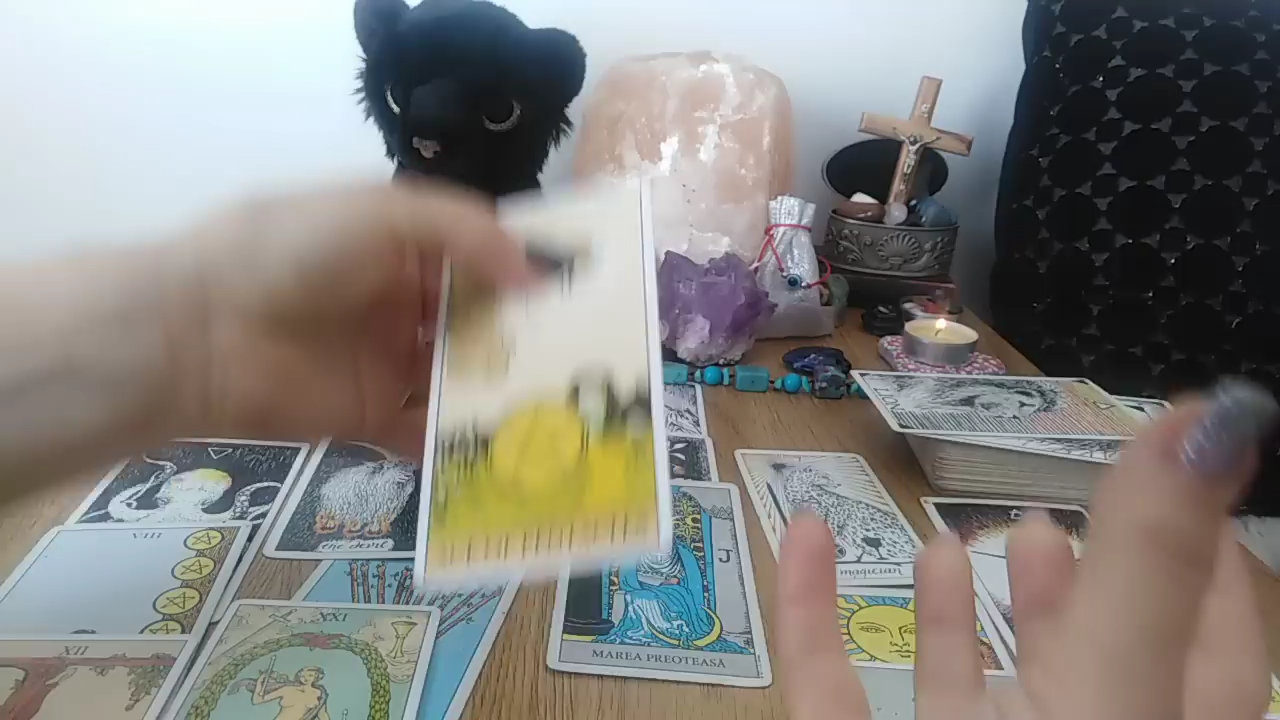 the devil
VIII
XII
XXI
J
MAREA PREOTEASĂ
magician